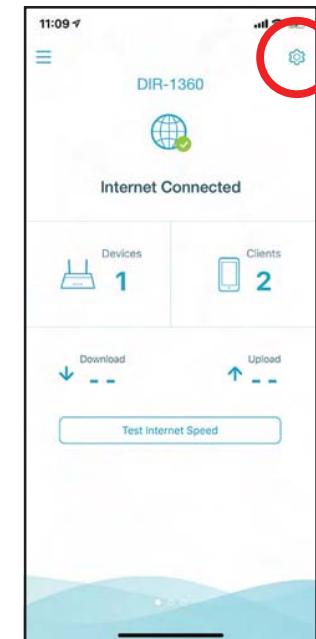 11:09
DIR-1360
Internet Connected
Devices
1
Clients
2
Download
- -
Upload
- -
Test Internet Speed